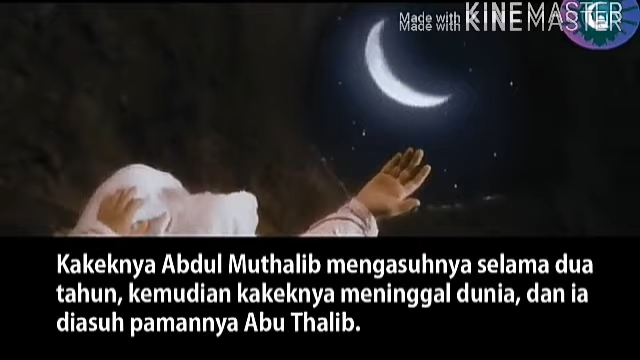 Made with KINEMASTER
Made with KINEMASTER
Kakeknya Abdul Muthalib mengasuhnya selama dua
tahun, kemudian kakeknya meninggal dunia, dan ia
diasuh pamannya Abu Thalib.